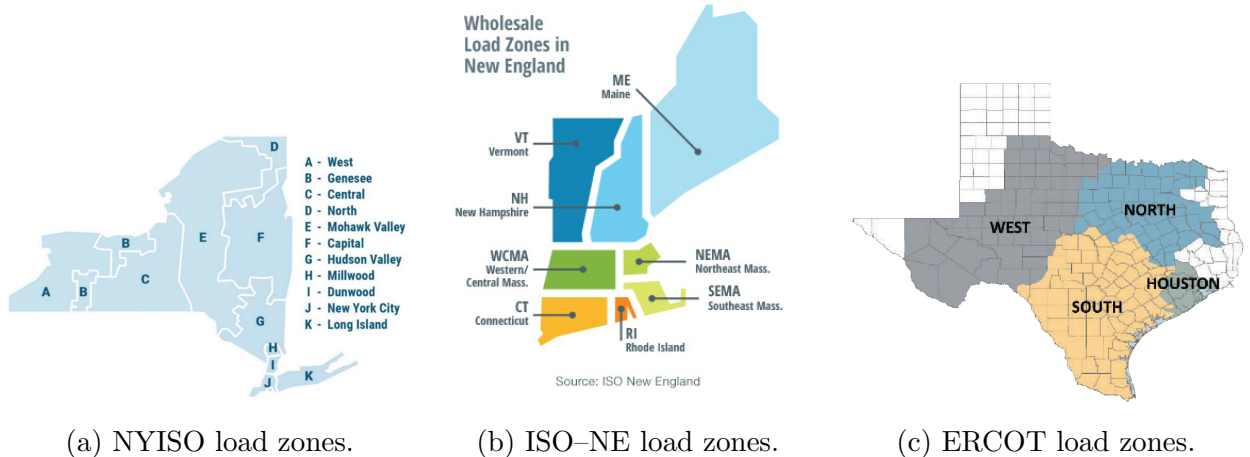 D
B
E
F
A
B
C
G
H
I
J
K
A - West
B - Genesee
C - Central
D - North
E - Mohawk Valley
F - Capital
G - Hudson Valley
H - Millwood
I - Dunwood
J - New York City
K - Long Island
(a) NYISO load zones.
Wholesale
Load Zones in
New England
ME
Maine
VT
Vermont
NH
New Hampshire
WCMA
Western/
Central Mass.
NEMA
Northeast Mass.
SEMA
Southeast Mass.
CT
Connecticut
RI
Rhode Island
Source: ISO New England
(b) ISO–NE load zones.
NORTH
WEST
HOUSTON
SOUTH
(c) ERCOT load zones.